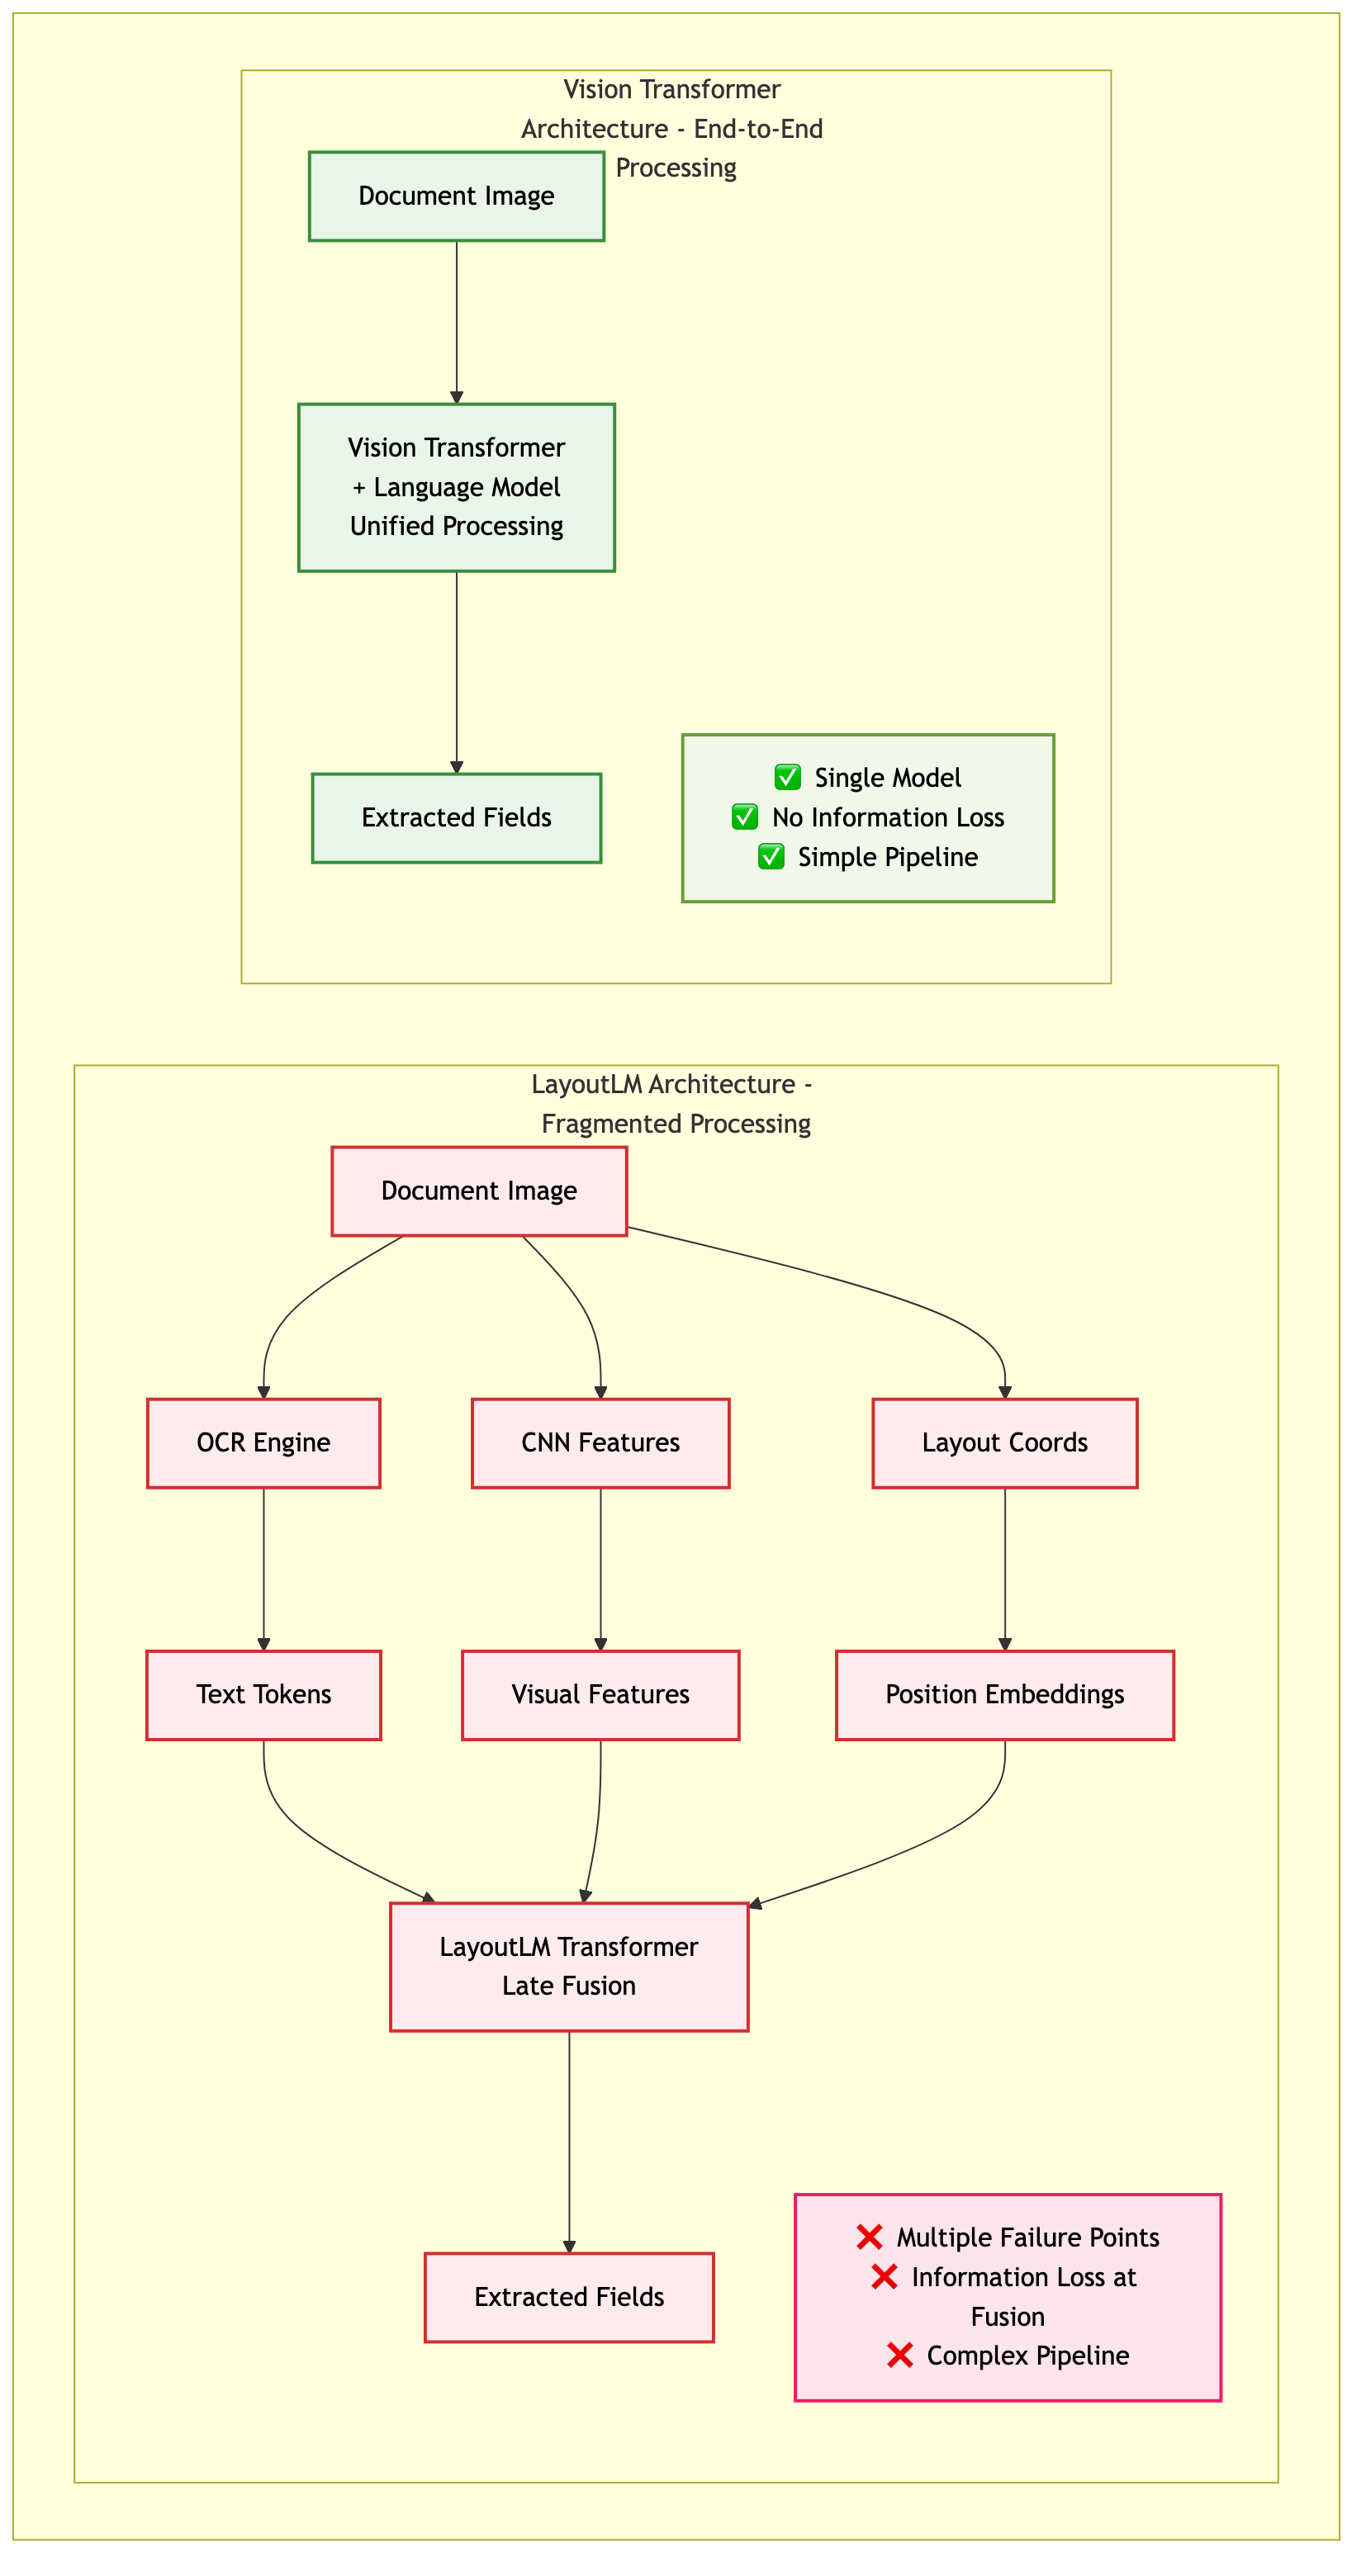 Vision Transformer
Architecture - End-to-End
Processing
Document Image
Vision Transformer
+ Language Model
Unified Processing
Extracted Fields
✅ Single Model
✅ No Information Loss
✅ Simple Pipeline
LayoutLM Architecture -
Fragmented Processing
Document Image
OCR Engine
CNN Features
Layout Coords
Text Tokens
Visual Features
Position Embeddings
LayoutLM Transformer
Late Fusion
Extracted Fields
❌ Multiple Failure Points
❌ Information Loss at
Fusion
❌ Complex Pipeline